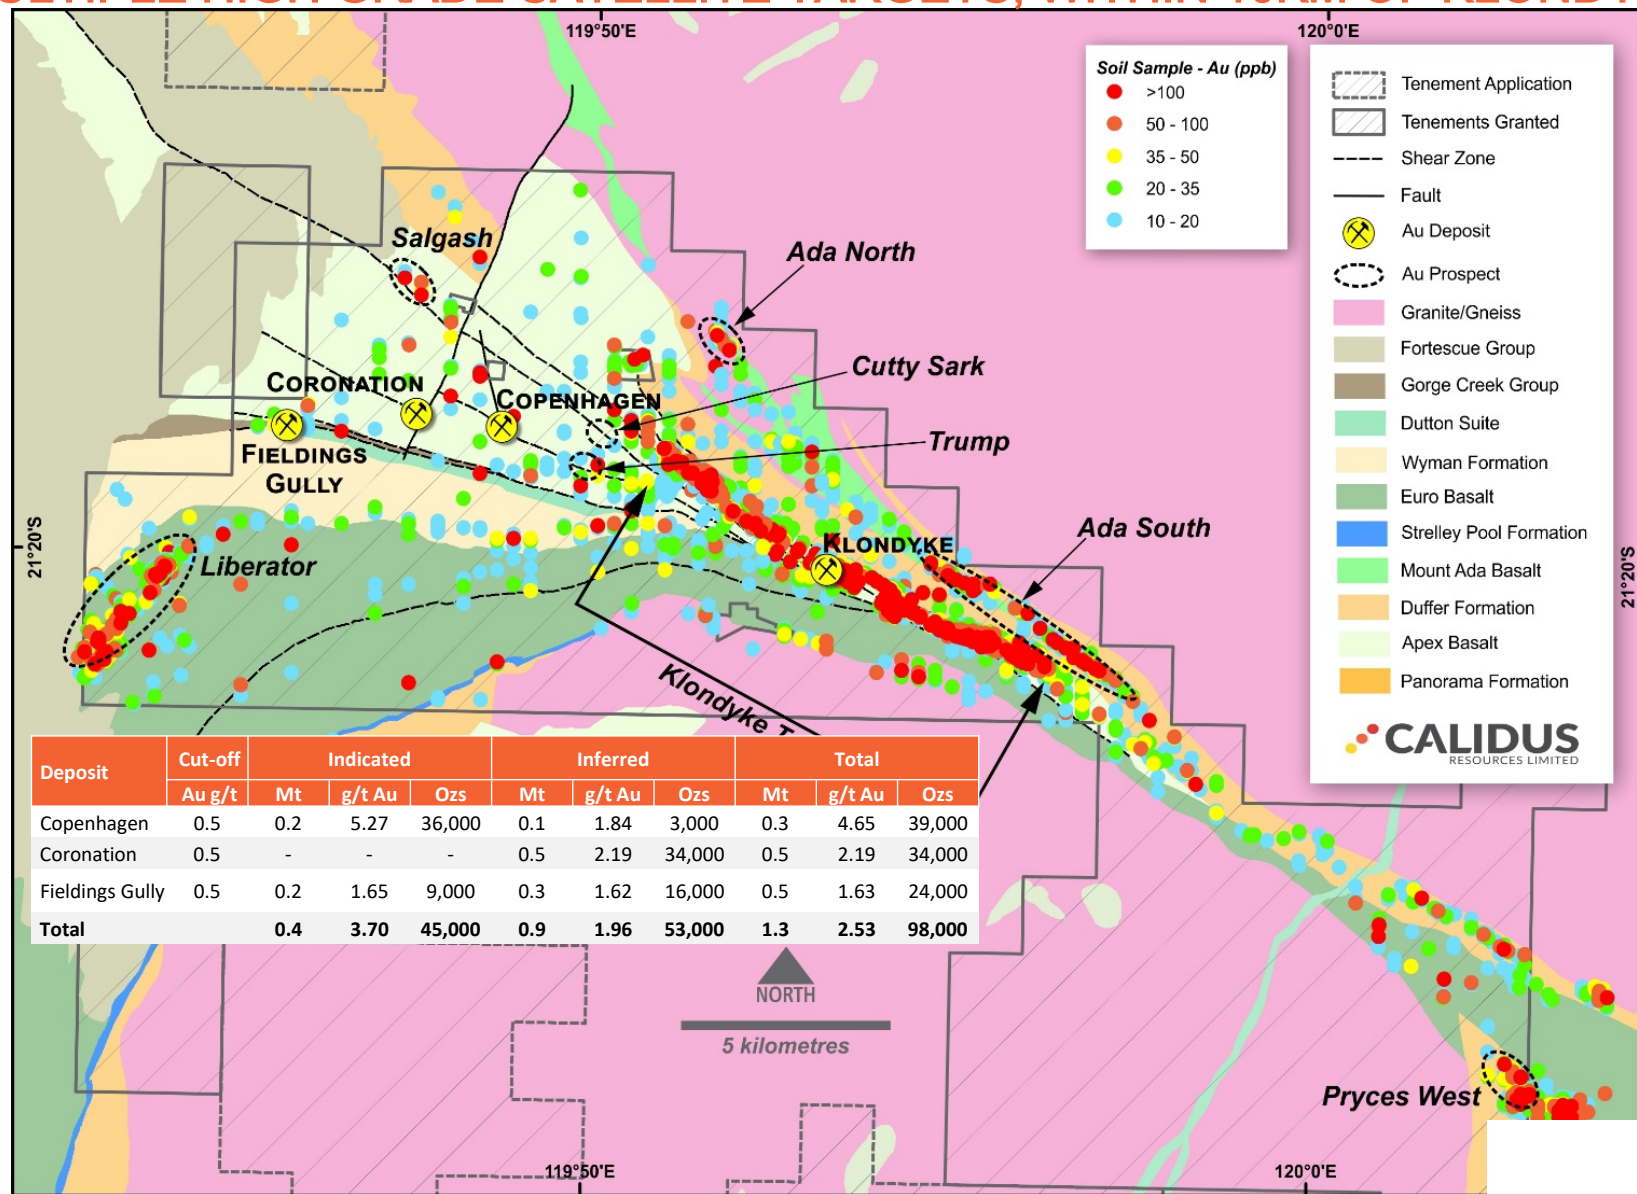 119°50'E
120°0'E
Soil Sample - Au (ppb)
>100
50 - 100
35 - 50
20 - 35
10 - 20
Tenement Application
Tenements Granted
Shear Zone
Fault
Au Deposit
Au Prospect
Granite/Gneiss
Fortescue Group
Gorge Creek Group
Dutton Suite
Wyman Formation
Euro Basalt
Strelley Pool Formation
Mount Ada Basalt
Duffer Formation
Apex Basalt
Panorama Formation
CALIDUS
RESOURCES LIMITED
Salgash
Ada North
Cutty Sark
CORONATION
COPENHAGEN
Trump
FIELDINGS
GULLY
Ada South
KLONDYKE
21°20'S
21°20'S
Liberator
Klondyke
Deposit Cut-off Indicated Inferred Total
Au g/t Mt g/t Au Ozs Mt g/t Au Ozs Mt g/t Au Ozs
Copenhagen 0.5 0.2 5.27 36,000 0.1 1.84 3,000 0.3 4.65 39,000
Coronation 0.5 - - - 0.5 2.19 34,000 0.5 2.19 34,000
Fieldings Gully 0.5 0.2 1.65 9,000 0.3 1.62 16,000 0.5 1.63 24,000
Total 0.4 3.70 45,000 0.9 1.96 53,000 1.3 2.53 98,000
NORTH
5 kilometres
Pryces West
119°50'E
120°0'E